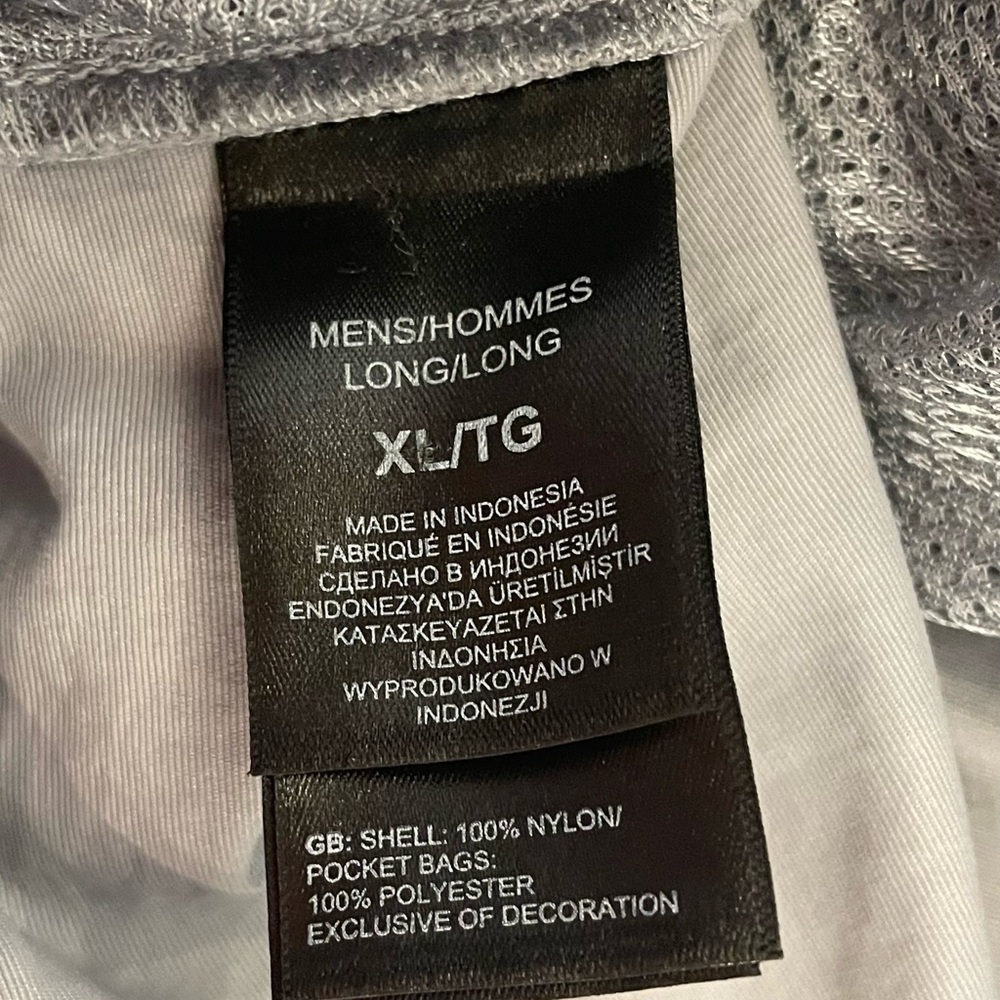 MENS/HOMMES
LONG/LONG
XL/TG
MADE IN INDONESIA
FABRIQUÉ EN INDONÉSIE
СДЕЛАНО В ИНДОНЕЗИИ
ENDONEZYA'DA ÜRETİLMİŞTİR
ΚΑΤΑΣΚΕΥΑΖΕΤΑΙ ΣΤΗΝ
ΙΝΔΟΝΗΣΙΑ
WYPRODUKOWANO W
INDONEZJI
GB: SHELL: 100% NYLON/
POCKET BAGS:
100% POLYESTER
EXCLUSIVE OF DECORATION